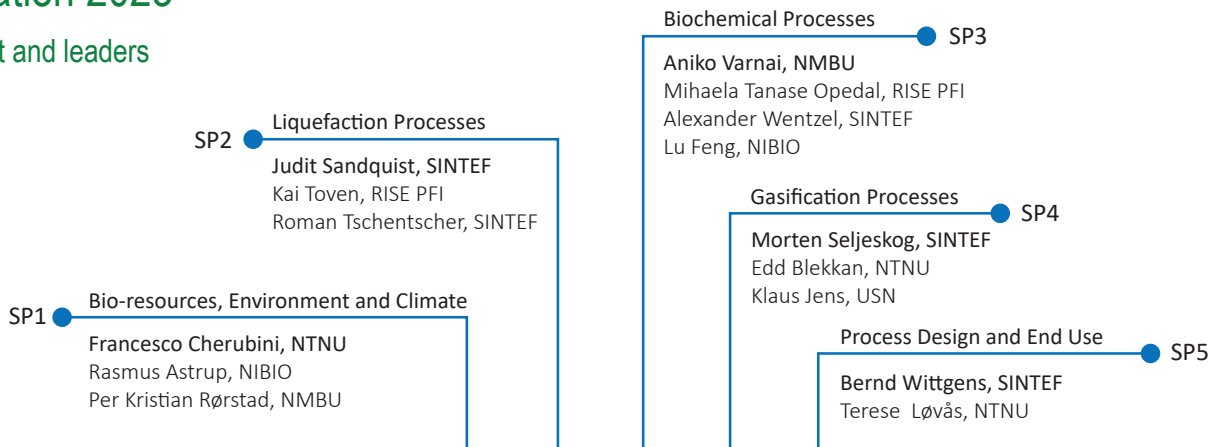 2023
t and leaders
Biochemical Processes
SP3
Aniko Varnai, NMBU
Mihaela Tanase Opedal, RISE PFI
Alexander Wentzel, SINTEF
Lu Feng, NIBIO
SP2
Liquefaction Processes
Judit Sandquist, SINTEF
Kai Toven, RISE PFI
Roman Tschentscher, SINTEF
Gasification Processes
SP4
Morten Seljeskog, SINTEF
Edd Blekkan, NTNU
Klaus Jens, USN
SP1
Bio-resources, Environment and Climate
Francesco Cherubini, NTNU
Rasmus Astrup, NIBIO
Per Kristian Rørstad, NMBU
Process Design and End Use
SP5
Bernd Wittgens, SINTEF
Terese Løvås, NTNU